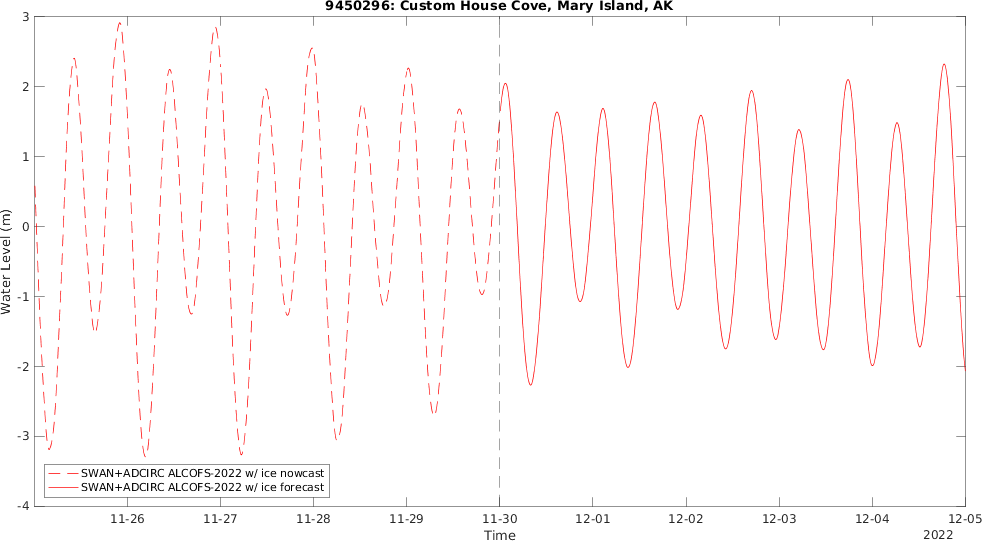 9450296: Custom House Cove, Mary Island, AK
3
2
1
0
-1
-2
-3
-4
Water Level (m)
SWAN+ADCIRC ALCOFS-2022 w/ ice nowcast
SWAN+ADCIRC ALCOFS-2022 w/ ice forecast
11-26 11-27 11-28 11-29 11-30 12-01 12-02 12-03 12-04 12-05
Time
2022